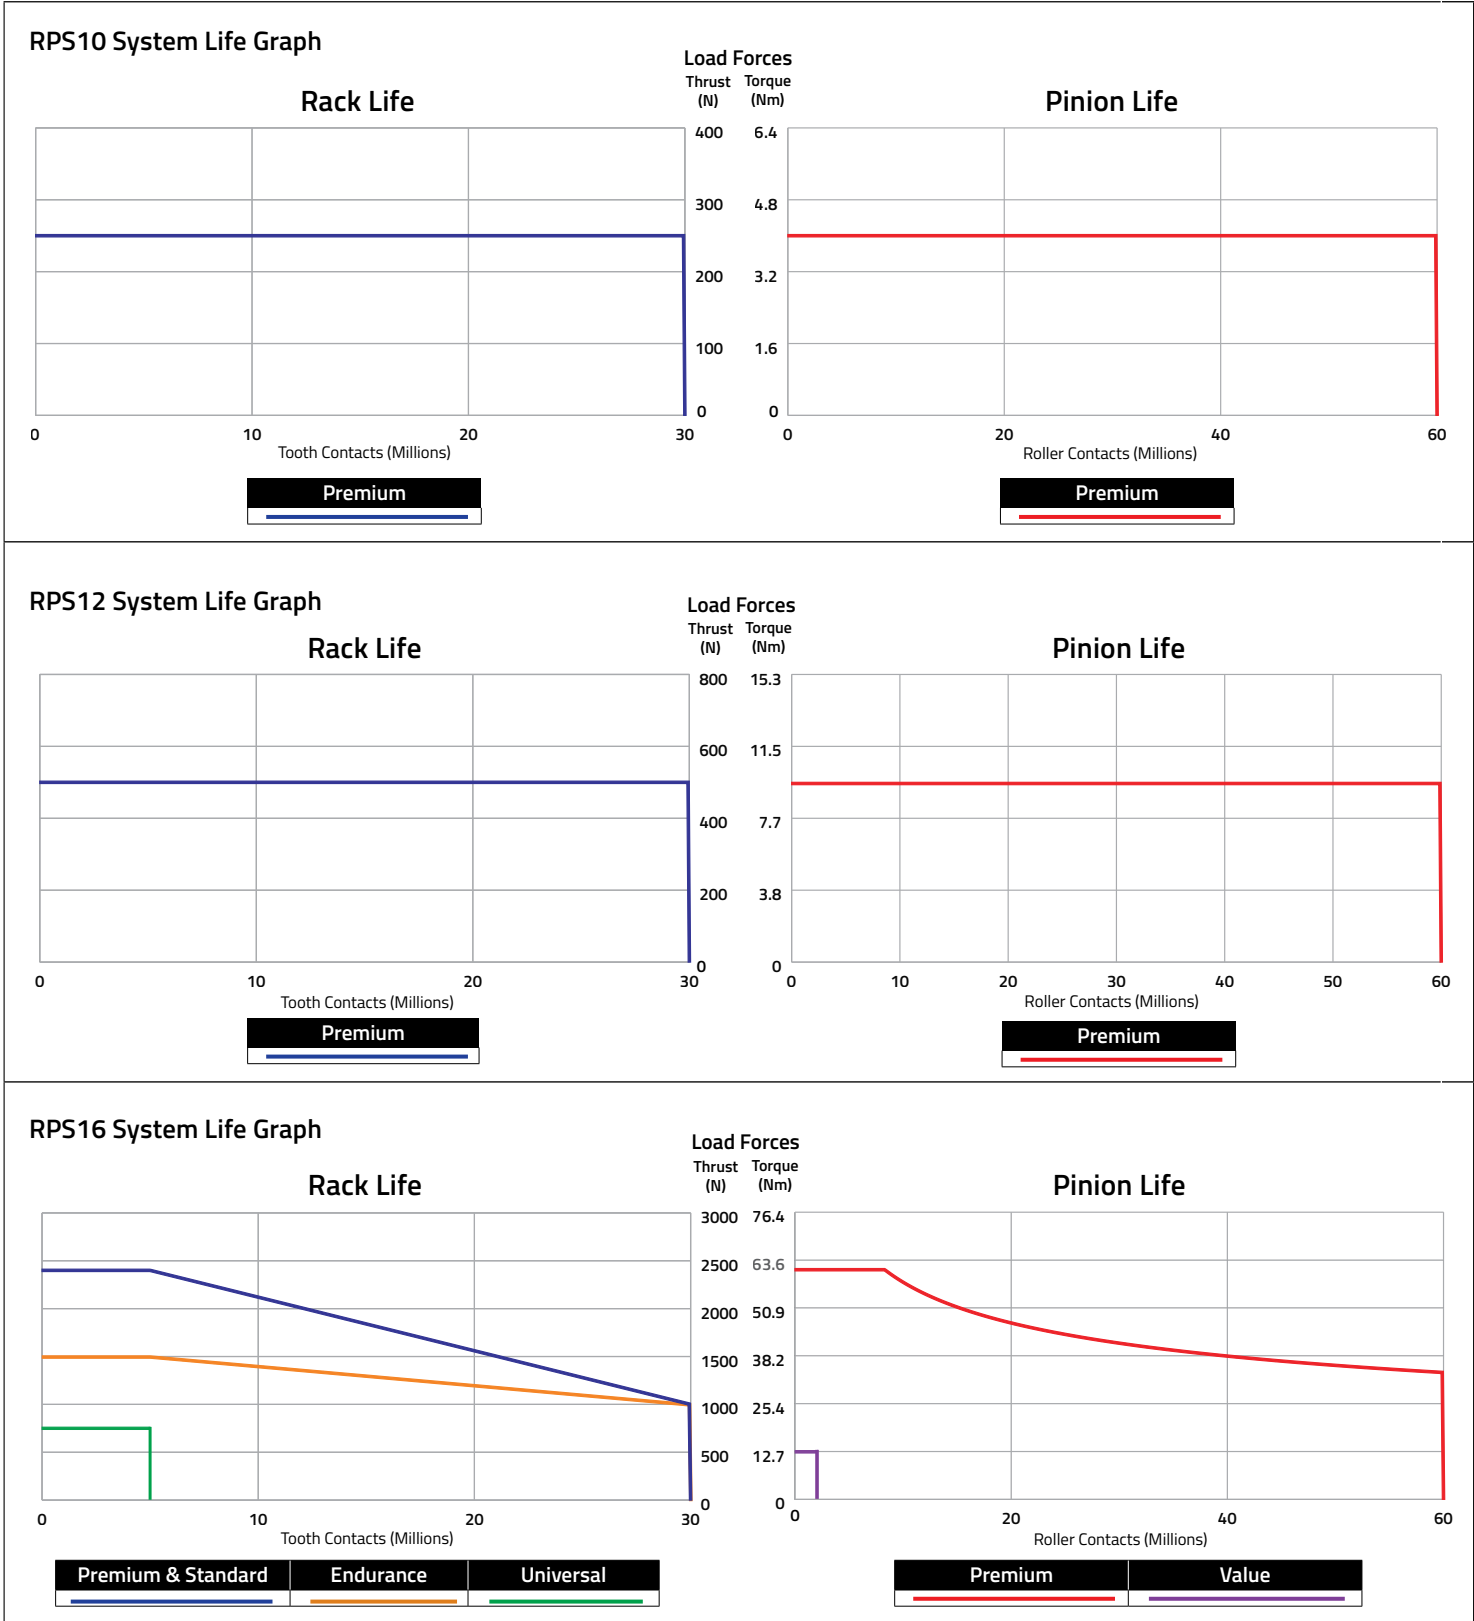 RPS10 System Life Graph
Load Forces
Thrust (N) Torque (Nm)
Rack Life
Pinion Life
400 6.4
300 4.8
200 3.2
100 1.6
0 0
0 10 20 30
0 20 40 60
Tooth Contacts (Millions)
Roller Contacts (Millions)
Premium
Premium
RPS12 System Life Graph
Load Forces
Thrust (N) Torque (Nm)
Rack Life
Pinion Life
800 15.3
600 11.5
400 7.7
200 3.8
0 0
0 10 20 30
0 10 20 30 40 50 60
Tooth Contacts (Millions)
Roller Contacts (Millions)
Premium
Premium
RPS16 System Life Graph
Load Forces
Thrust (N) Torque (Nm)
Rack Life
Pinion Life
3000 76.4
2500 63.6
2000 50.9
1500 38.2
1000 25.4
500 12.7
0 0
0 10 20 30
0 20 40 60
Tooth Contacts (Millions)
Roller Contacts (Millions)
Premium & Standard Endurance Universal
Premium Value